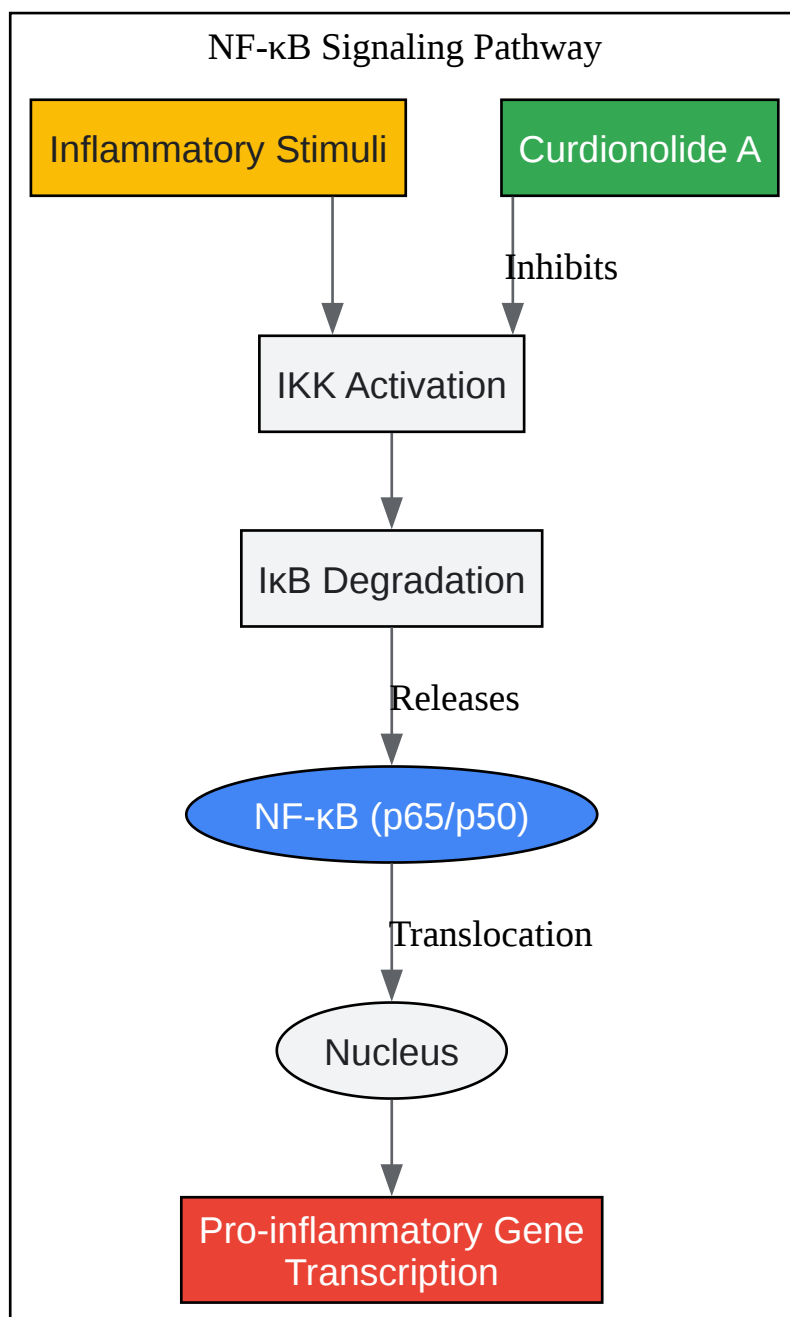 NF-κB Signaling Pathway
Inflammatory Stimuli
Curdionolide A
Inhibits
IKK Activation
IκB Degradation
Releases
NF-κB (p65/p50)
Translocation
Nucleus
Pro-inflammatory Gene
Transcription